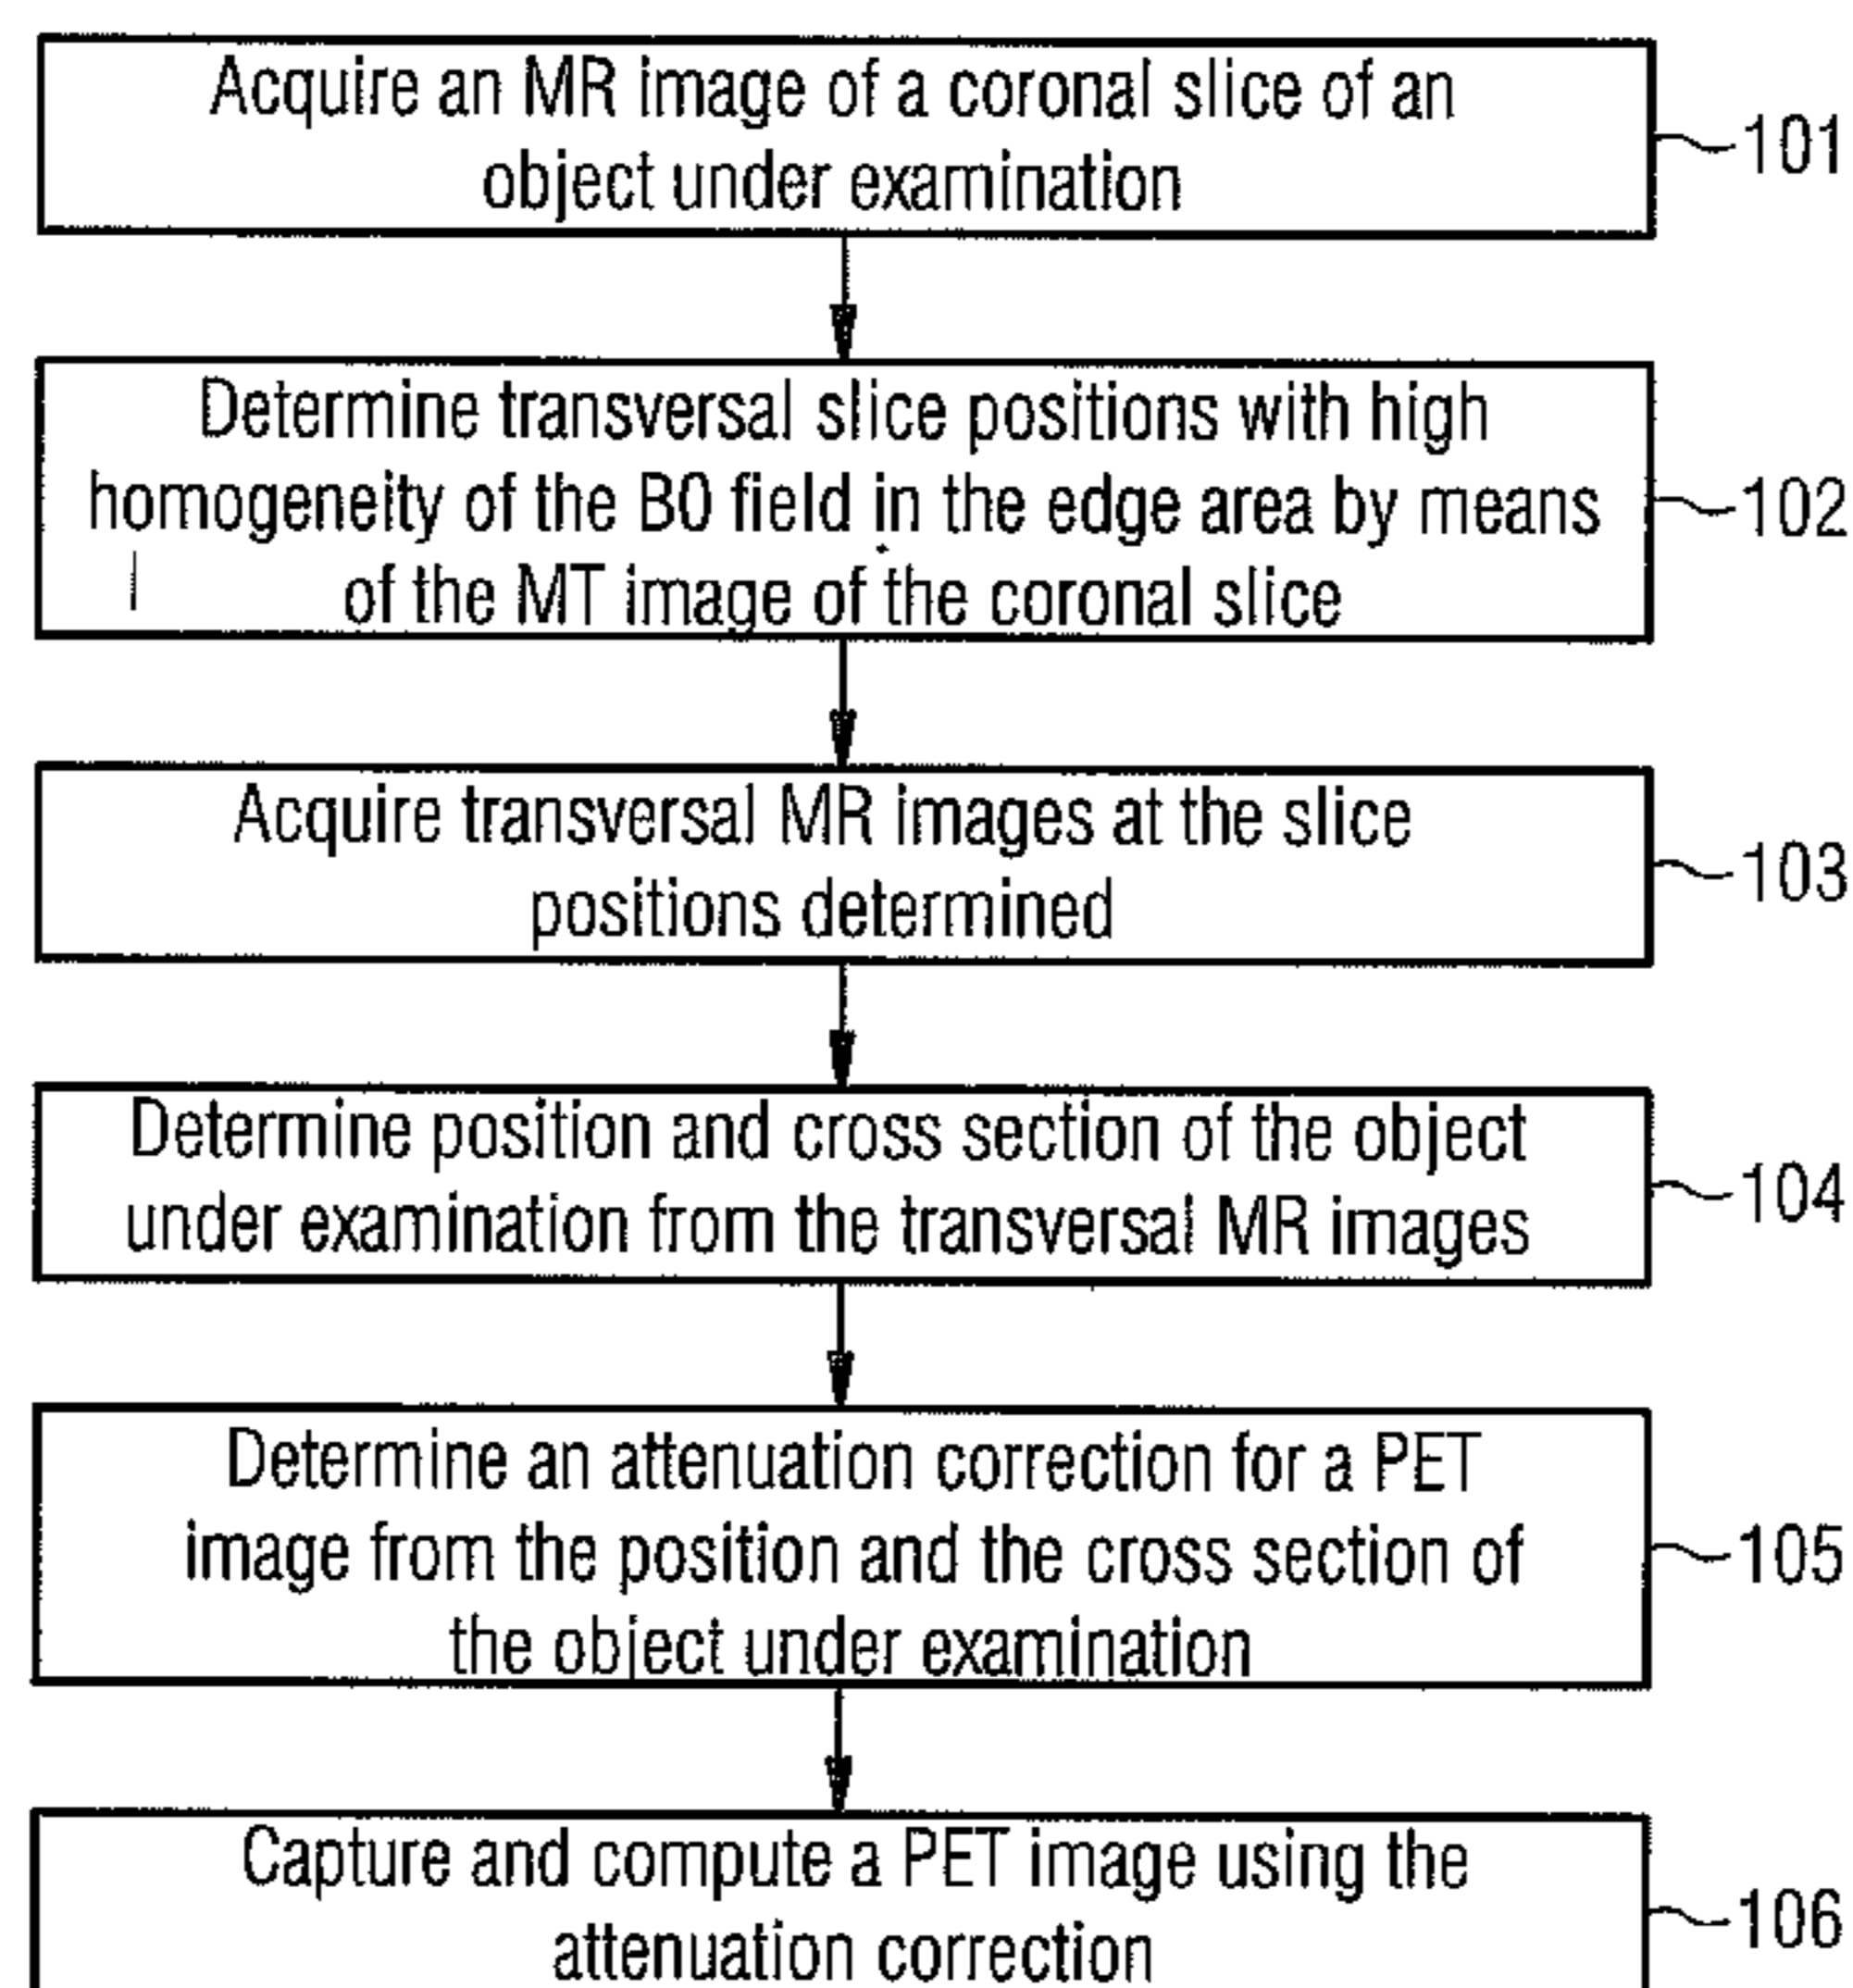 Acquire an MR image of a coronal slice of an
object under examination
101
Determine transversal slice positions with high
homogeneity of the B0 field in the edge area by means
of the MT image of the coronal slice
102
Acquire transversal MR images at the slice
positions determined
103
Determine position and cross section of the object
under examination from the transversal MR images
104
Determine an attenuation correction for a PET
image from the position and the cross section of
the object under examination
105
Capture and compute a PET image using the
attenuation correction
106